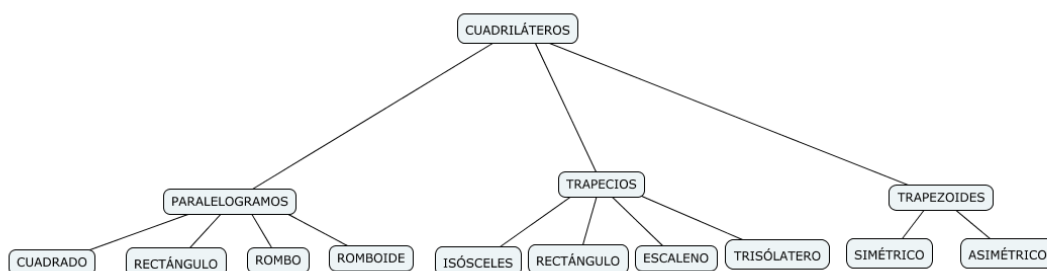 CUADRILÁTEROS
PARALELOGRAMOS
TRAPECIOS
TRAPEZOIDES
CUADRADO
RECTÁNGULO
ROMBO
ROMBOIDE
ISÓSCELES
RECTÁNGULO
ESCALENO
TRISÓLATERO
SIMÉTRICO
ASIMÉTRICO